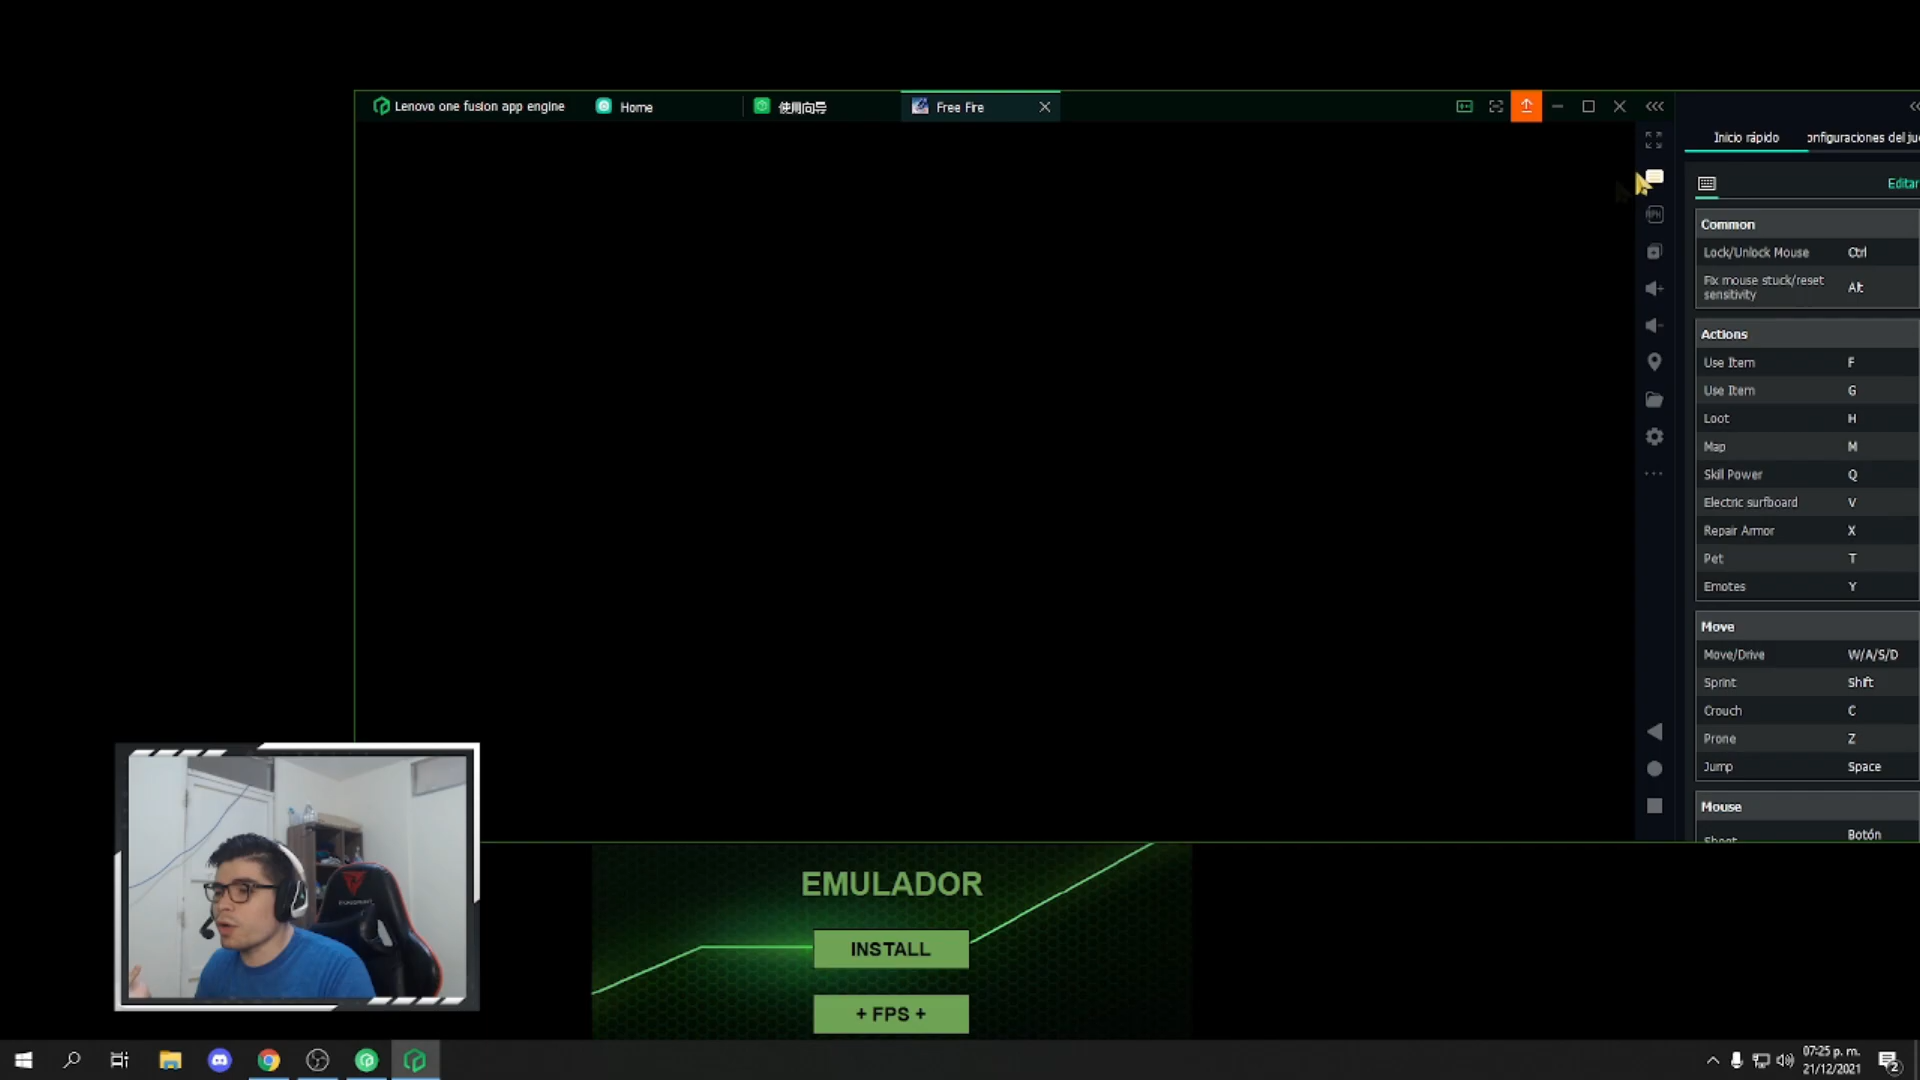 Lenovo one fusion app engine
Home
使用向导
Free Fire
Inicio rápido
onfiguraciones del ju
Editar
Common
Lock/Unlock Mouse Ctrl
Fix mouse stuck/reset sensitivity Alt
Actions
Use Item F
Use Item G
Loot H
Map M
Skill Power Q
Electric surfboard V
Repair Armor X
Pet T
Emotes Y
Move
Move/Drive W/A/S/D
Sprint Shift
Crouch C
Prone Z
Jump Space
Mouse
Shoot Botón
EMULADOR
INSTALL
+ FPS +
07:25 p. m.
21/12/2021
2